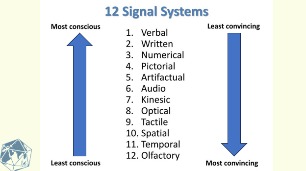 12 Signal Systems
Most conscious
Least convincing
1. Verbal
2. Written
3. Numerical
4. Pictorial
5. Artifactual
6. Audio
7. Kinesic
8. Optical
9. Tactile
10. Spatial
11. Temporal
12. Olfactory
Least conscious
Most convincing